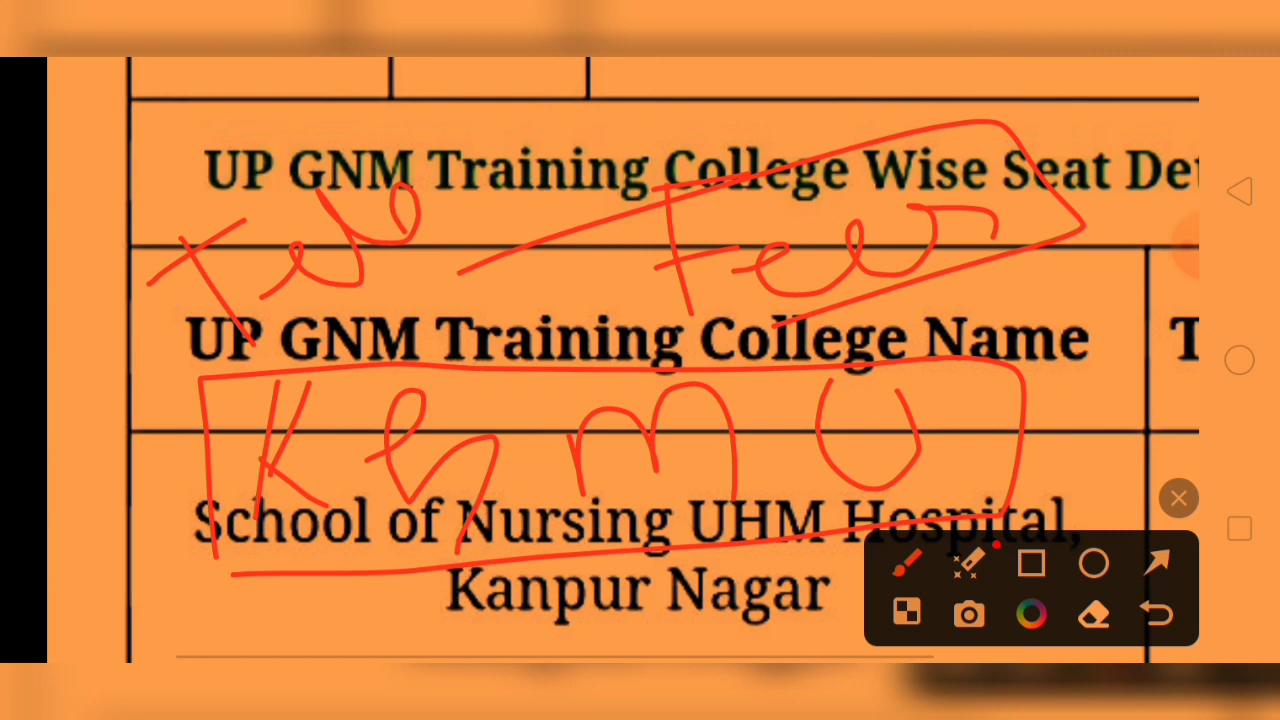 UP GNM Training College Wise Seat Det
Fees
UP GNM Training College Name
T
KGMU
School of Nursing UHM Hospital,
Kanpur Nagar